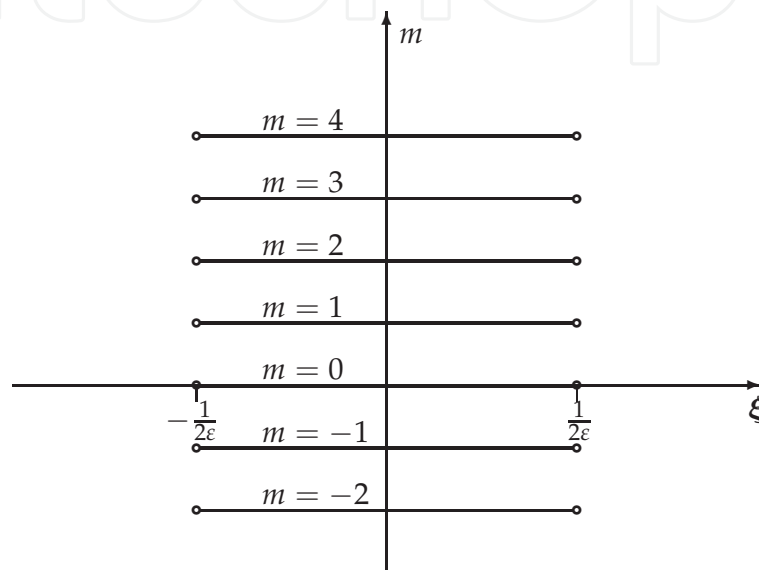 m
m = 4
m = 3
m = 2
m = 1
m = 0
ξ
−1/2ε
1/2ε
m = −1
m = −2